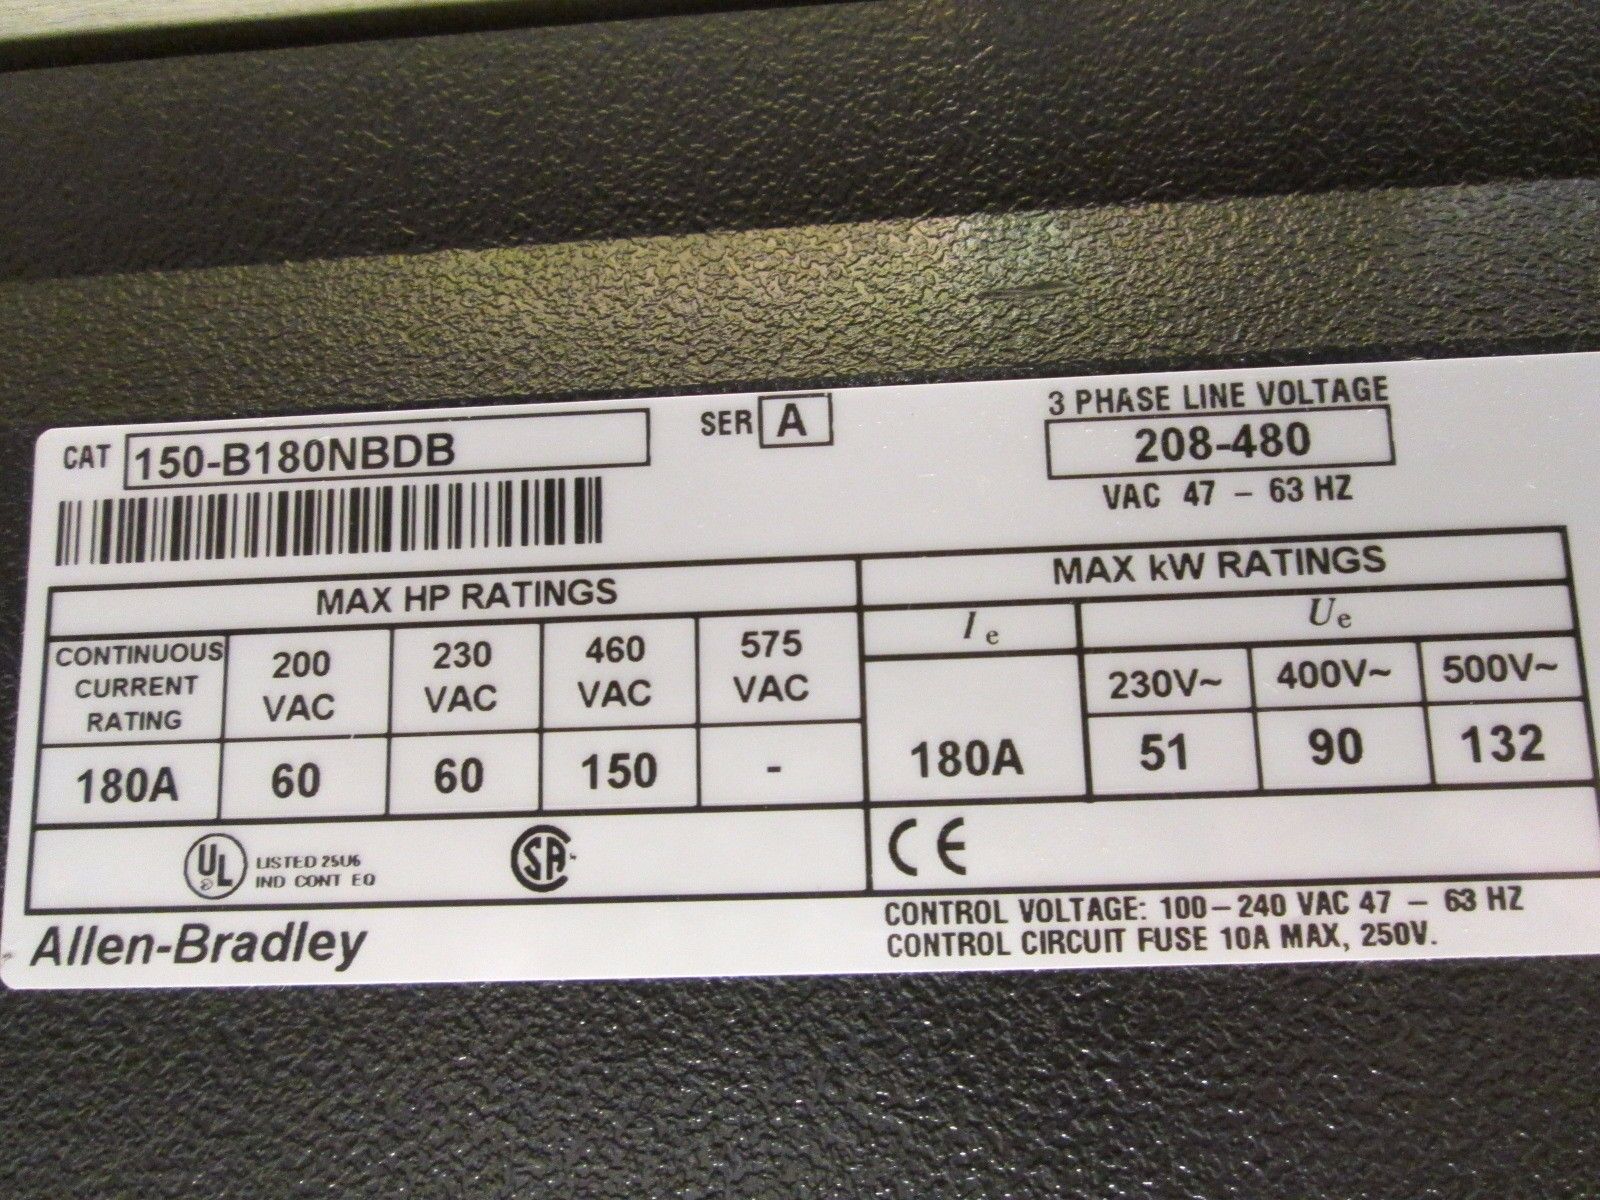 CAT 150-B180NBDB SER A 3 PHASE LINE VOLTAGE
208-480
VAC 47 – 63 HZ
MAX HP RATINGS
CONTINUOUS CURRENT RATING
200 VAC
230 VAC
460 VAC
575 VAC
180A 60 60 150 -
MAX kW RATINGS
Ie Ue
230V~ 400V~ 500V~
180A 51 90 132
UL LISTED 25U6
IND CONT EQ
SA
CE
Allen-Bradley
CONTROL VOLTAGE: 100–240 VAC 47 – 63 HZ
CONTROL CIRCUIT FUSE 10A MAX, 250V.